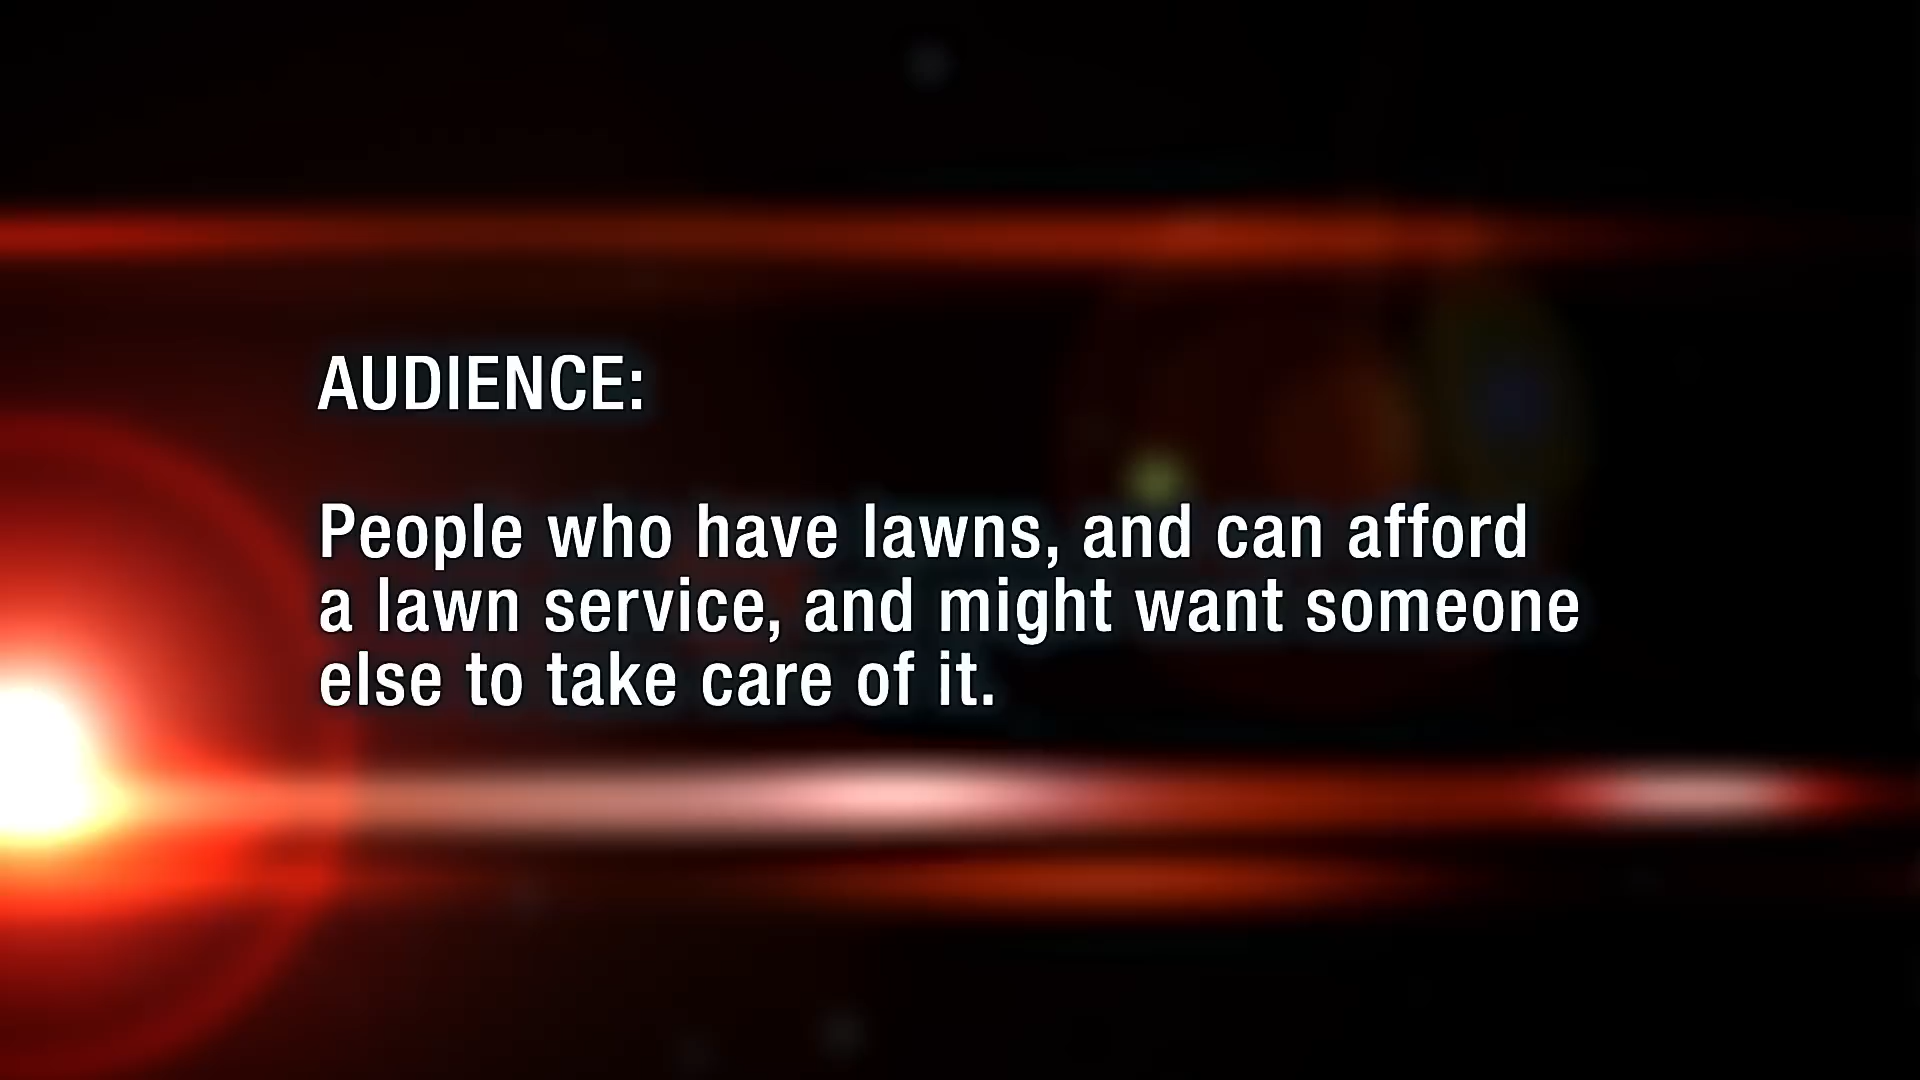 AUDIENCE:
People who have lawns, and can afford
a lawn service, and might want someone
else to take care of it.